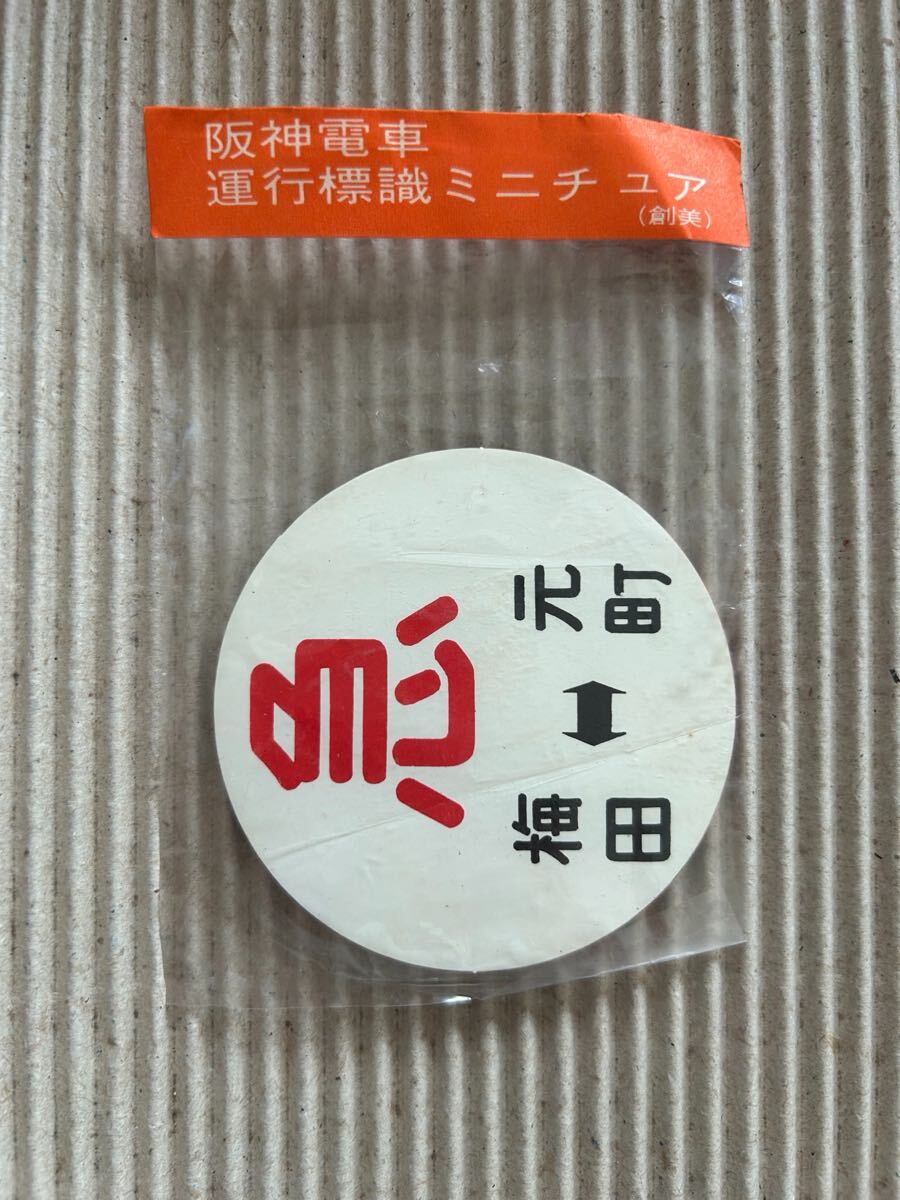 阪神電車
運行標識ミニチュア
(創美)
急
梅田 ⬌ 元町